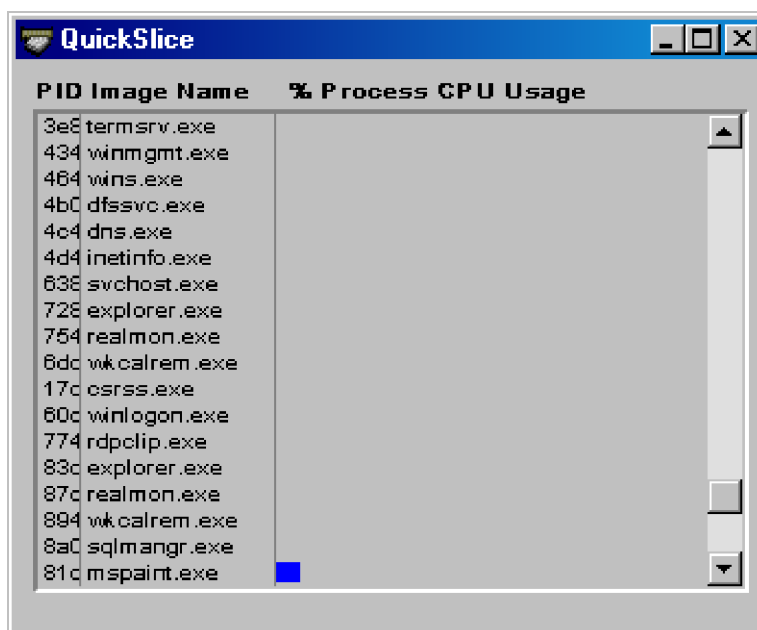 QuickSlice
PID Image Name % Process CPU Usage
3e8 termsrv.exe
434 winmgmt.exe
464 wins.exe
4b0 dfssvc.exe
4c4 dns.exe
4d4 inetinfo.exe
638 svchost.exe
728 explorer.exe
754 realmon.exe
6dc wkcalrem.exe
17c csrss.exe
60c winlogon.exe
774 rdpclip.exe
83c explorer.exe
87c realmon.exe
894 wkcalrem.exe
8a0 sqlmangr.exe
81c mspaint.exe